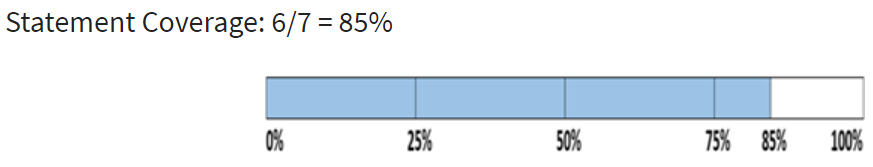 Statement Coverage: 6/7 = 85%
0% 25% 50% 75% 85% 100%